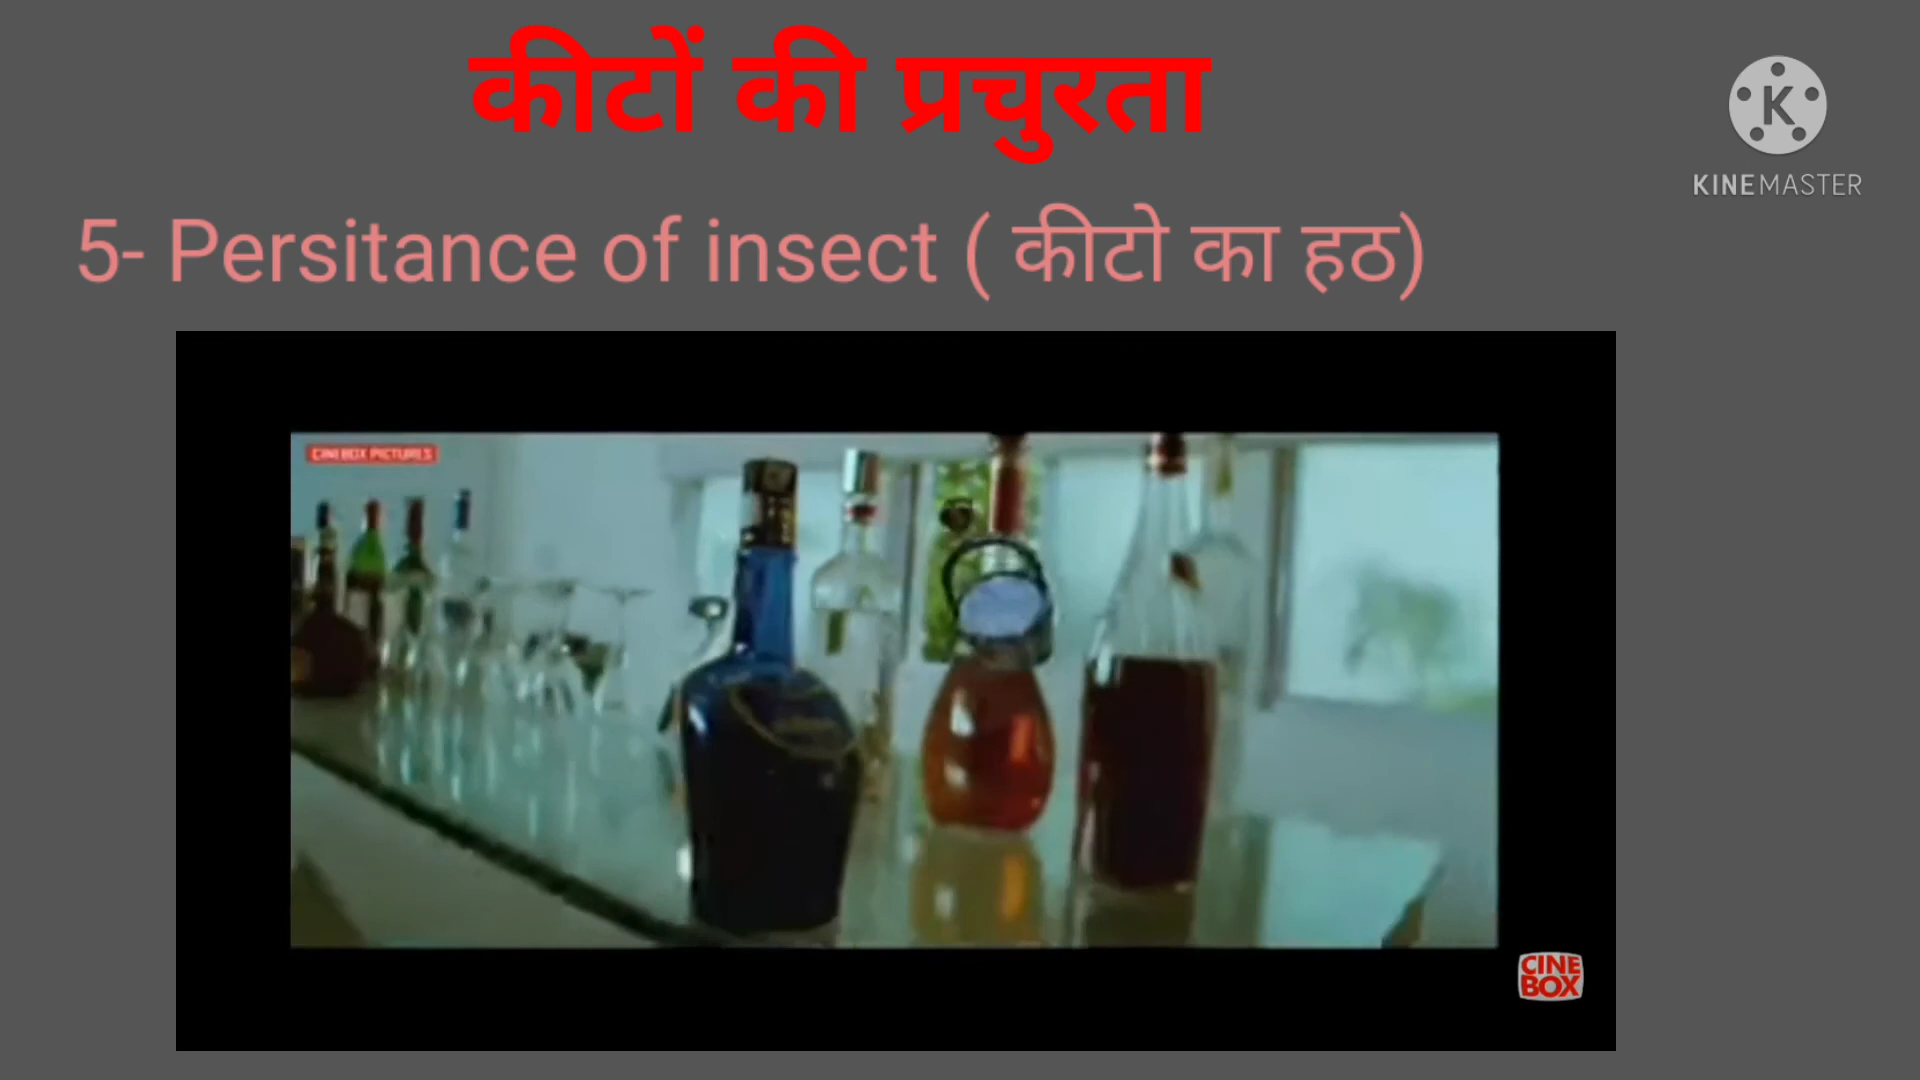 कीटों की प्रचुरता
K
KINEMASTER
5- Persitance of insect ( कीटो का हठ)
CINEBOX PICTURES
CINE
BOX